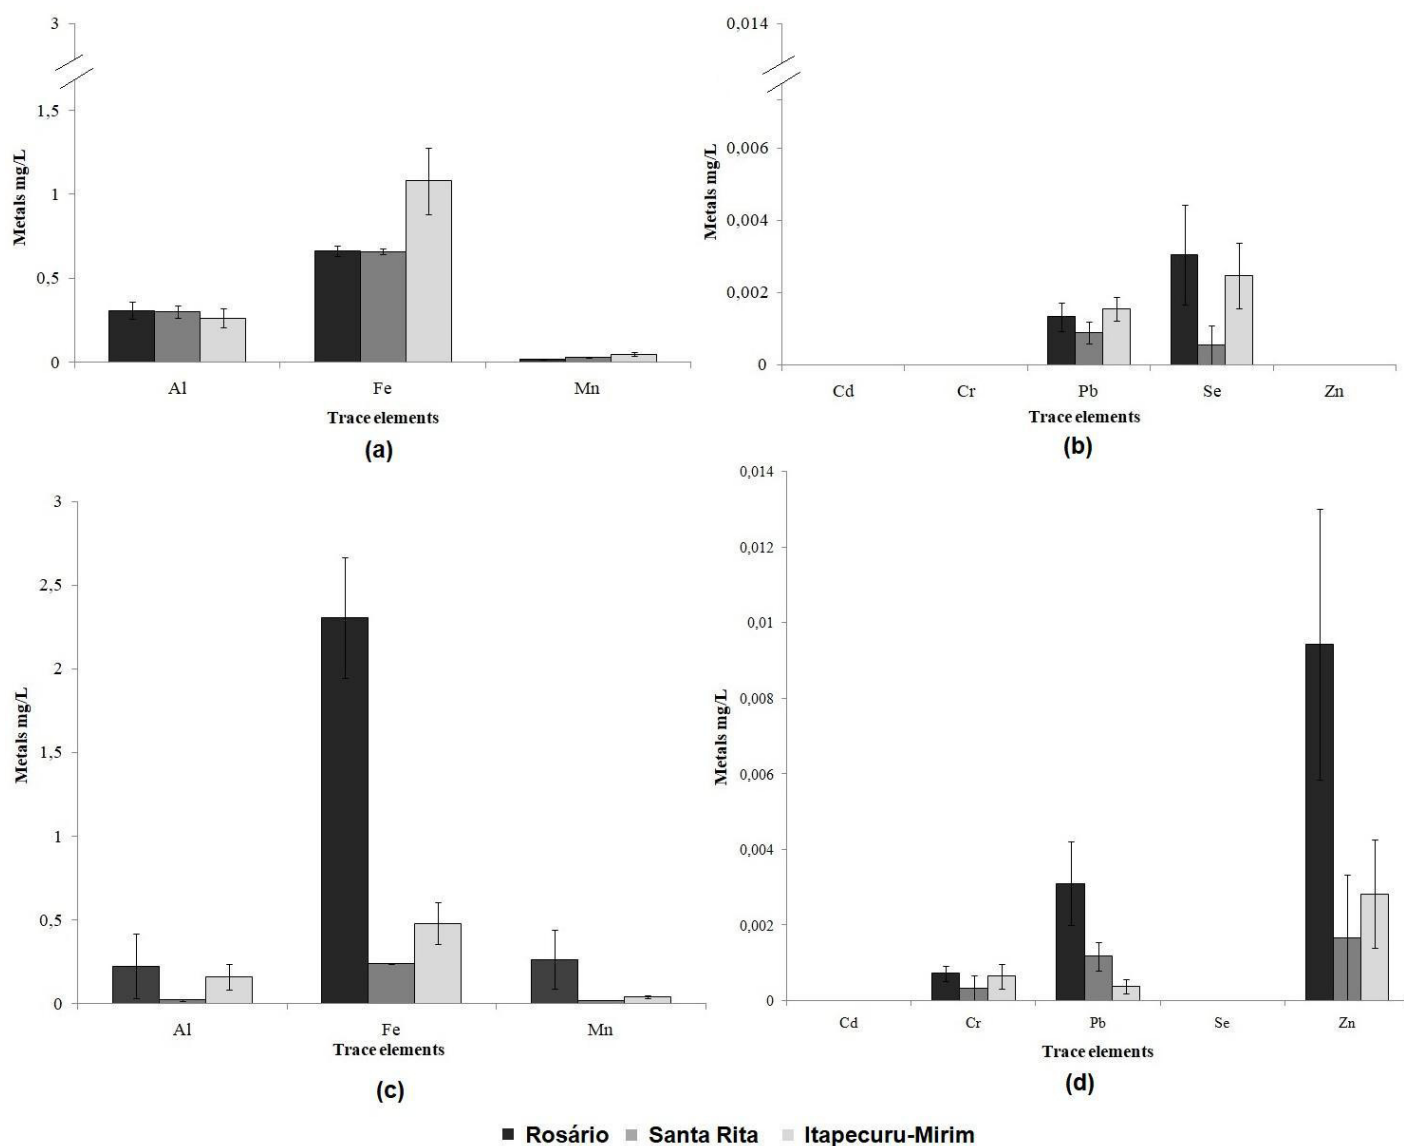 3
1,5
1
0,5
0
Metals mg/L
Al Fe Mn
Trace elements
(a)
0,014
0,006
0,004
0,002
0
Metals mg/L
Cd Cr Pb Se Zn
Trace elements
(b)
3
2,5
2
1,5
1
0,5
0
Metals mg/L
Al Fe Mn
Trace elements
(c)
0,014
0,012
0,01
0,008
0,006
0,004
0,002
0
Metals mg/L
Cd Cr Pb Se Zn
Trace elements
(d)
Rosário Santa Rita Itapecuru-Mirim